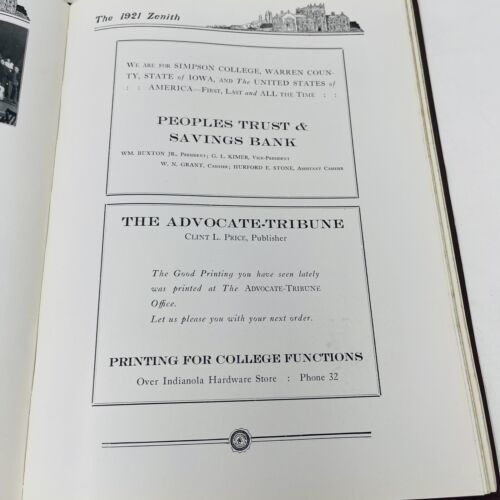 The 1921 Zenith
We are for SIMPSON COLLEGE, WARREN COUN-
TY, STATE of IOWA, and The UNITED STATES of
: : AMERICA—First, Last and ALL the TIME : :
PEOPLES TRUST &
SAVINGS BANK
Wm. BUXTON Jr., President; G. L. KIMER, Vice-President
W. N. GRANT, Cashier; HURFORD E. STONE, Assistant Cashier
THE ADVOCATE-TRIBUNE
Clint L. Price, Publisher
The Good Printing you have seen lately
was printed at The Advocate-Tribune
Office.
Let us please you with your next order.
PRINTING FOR COLLEGE FUNCTIONS
Over Indianola Hardware Store : Phone 32